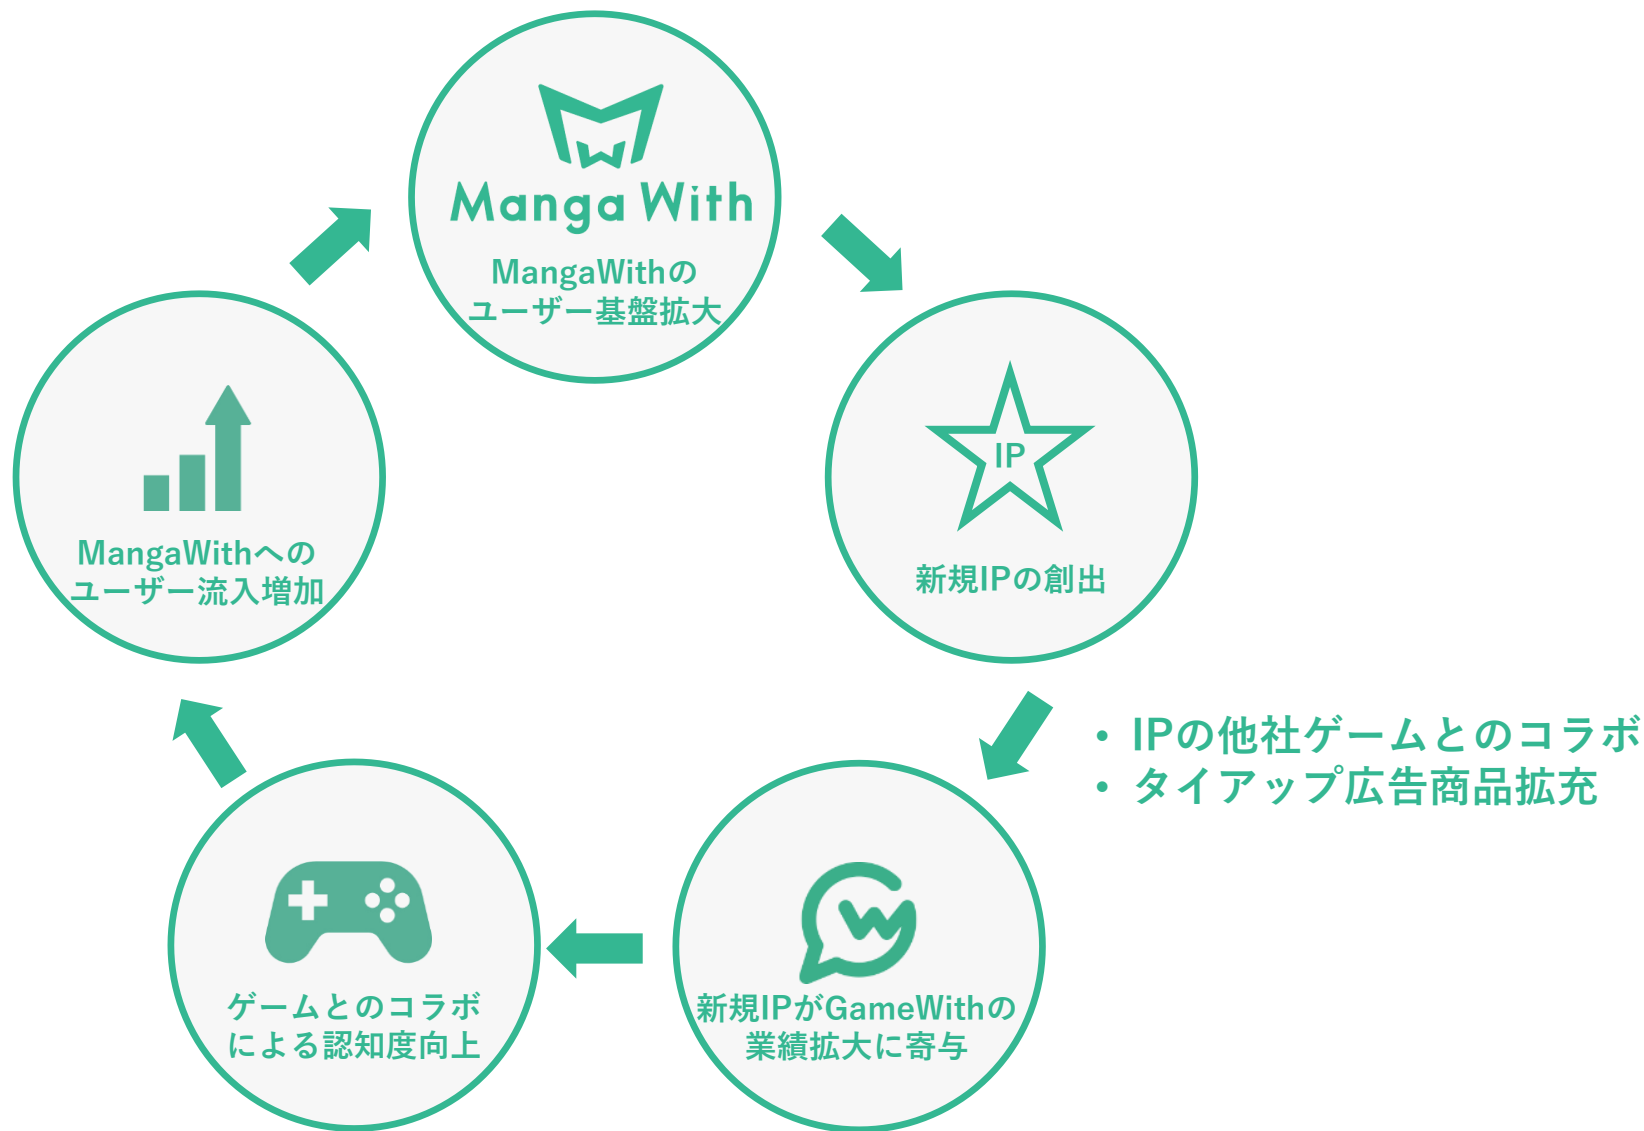 Manga With
MangaWithの
ユーザー基盤拡大
IP
新規IPの創出
• IPの他社ゲームとのコラボ
• タイアップ広告商品拡充
新規IPがGameWithの
業績拡大に寄与
ゲームとのコラボ
による認知度向上
MangaWithへの
ユーザー流入増加